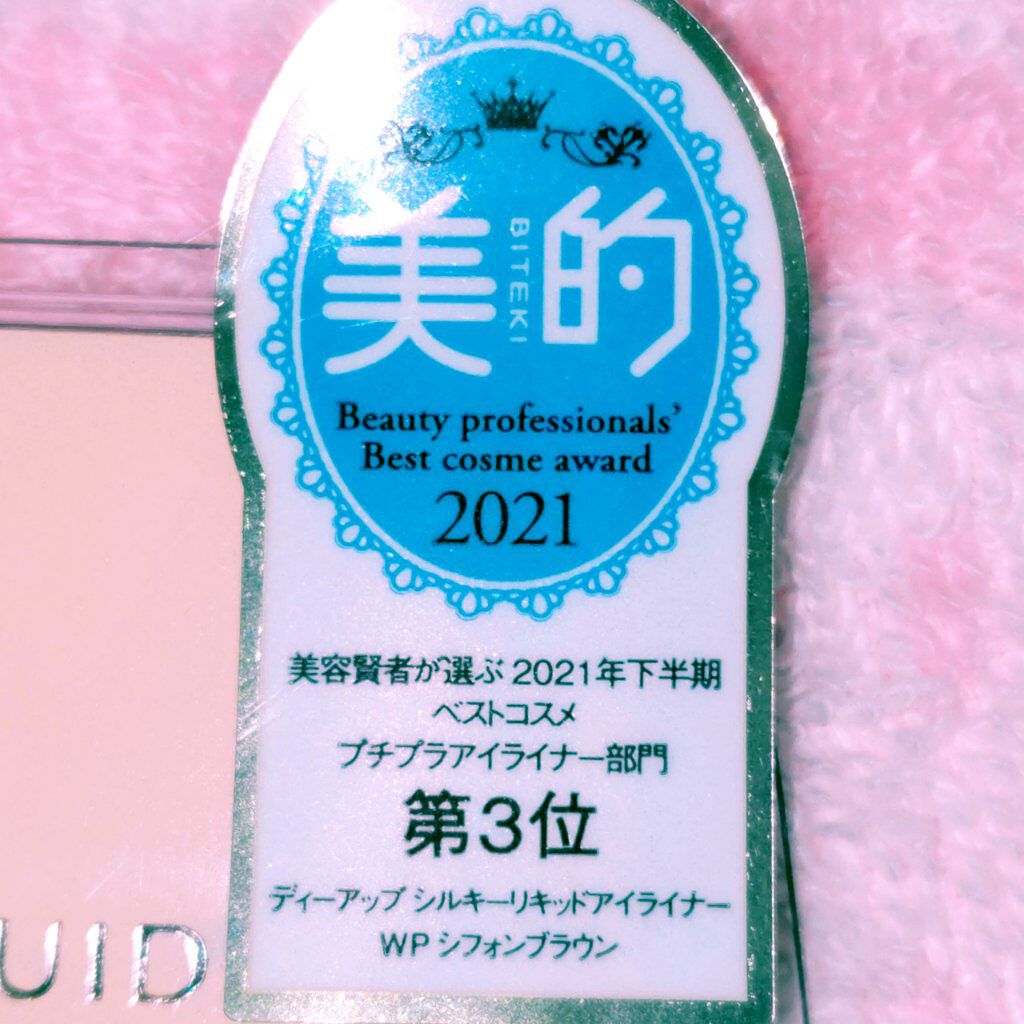 美的
BITEKI
Beauty professionals'
Best cosme award
2021
美容賢者が選ぶ 2021年下半期
ベストコスメ
プチプラアイライナー部門
第3位
ディーアップ シルキーリキッドアイライナー
WP シフォンブラウン
UID